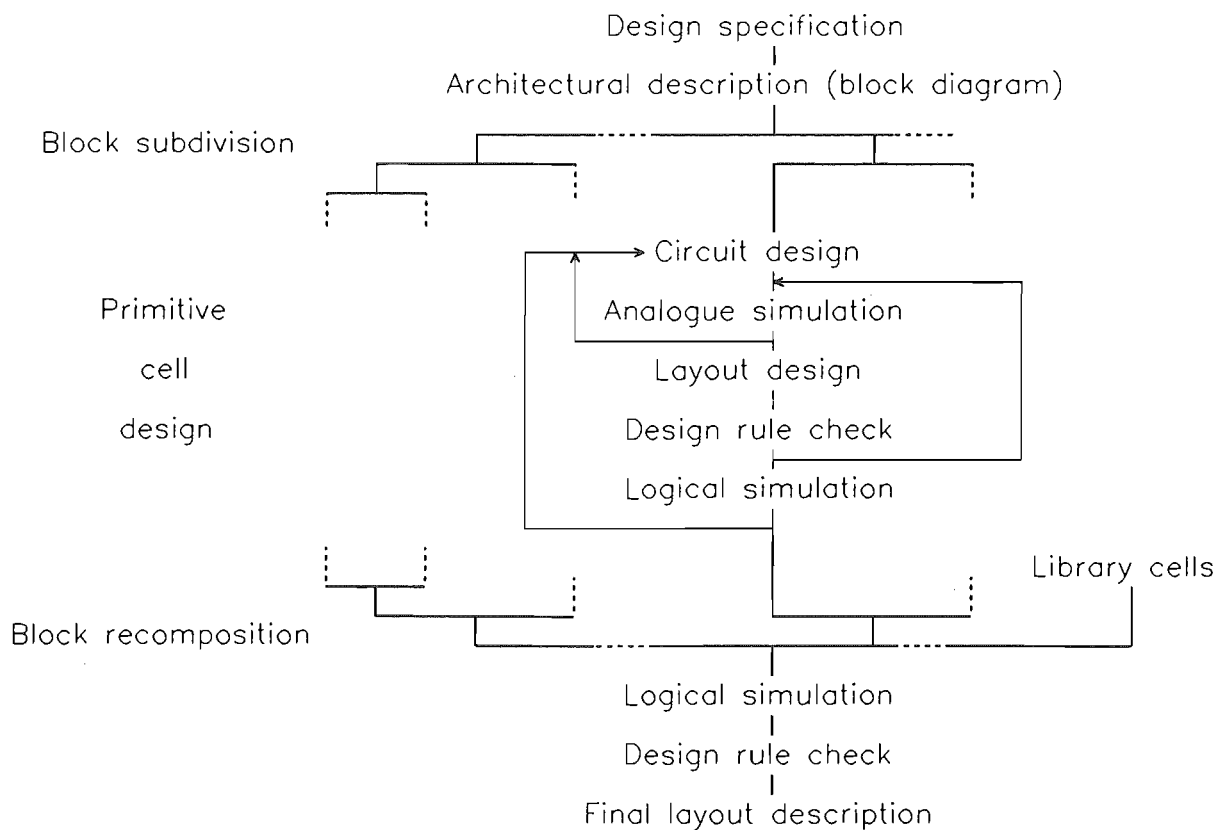 Design specification
Architectural description (block diagram)
Block subdivision
Circuit design
Primitive
Analogue simulation
cell
Layout design
design
Design rule check
Logical simulation
Library cells
Block recomposition
Logical simulation
Design rule check
Final layout description